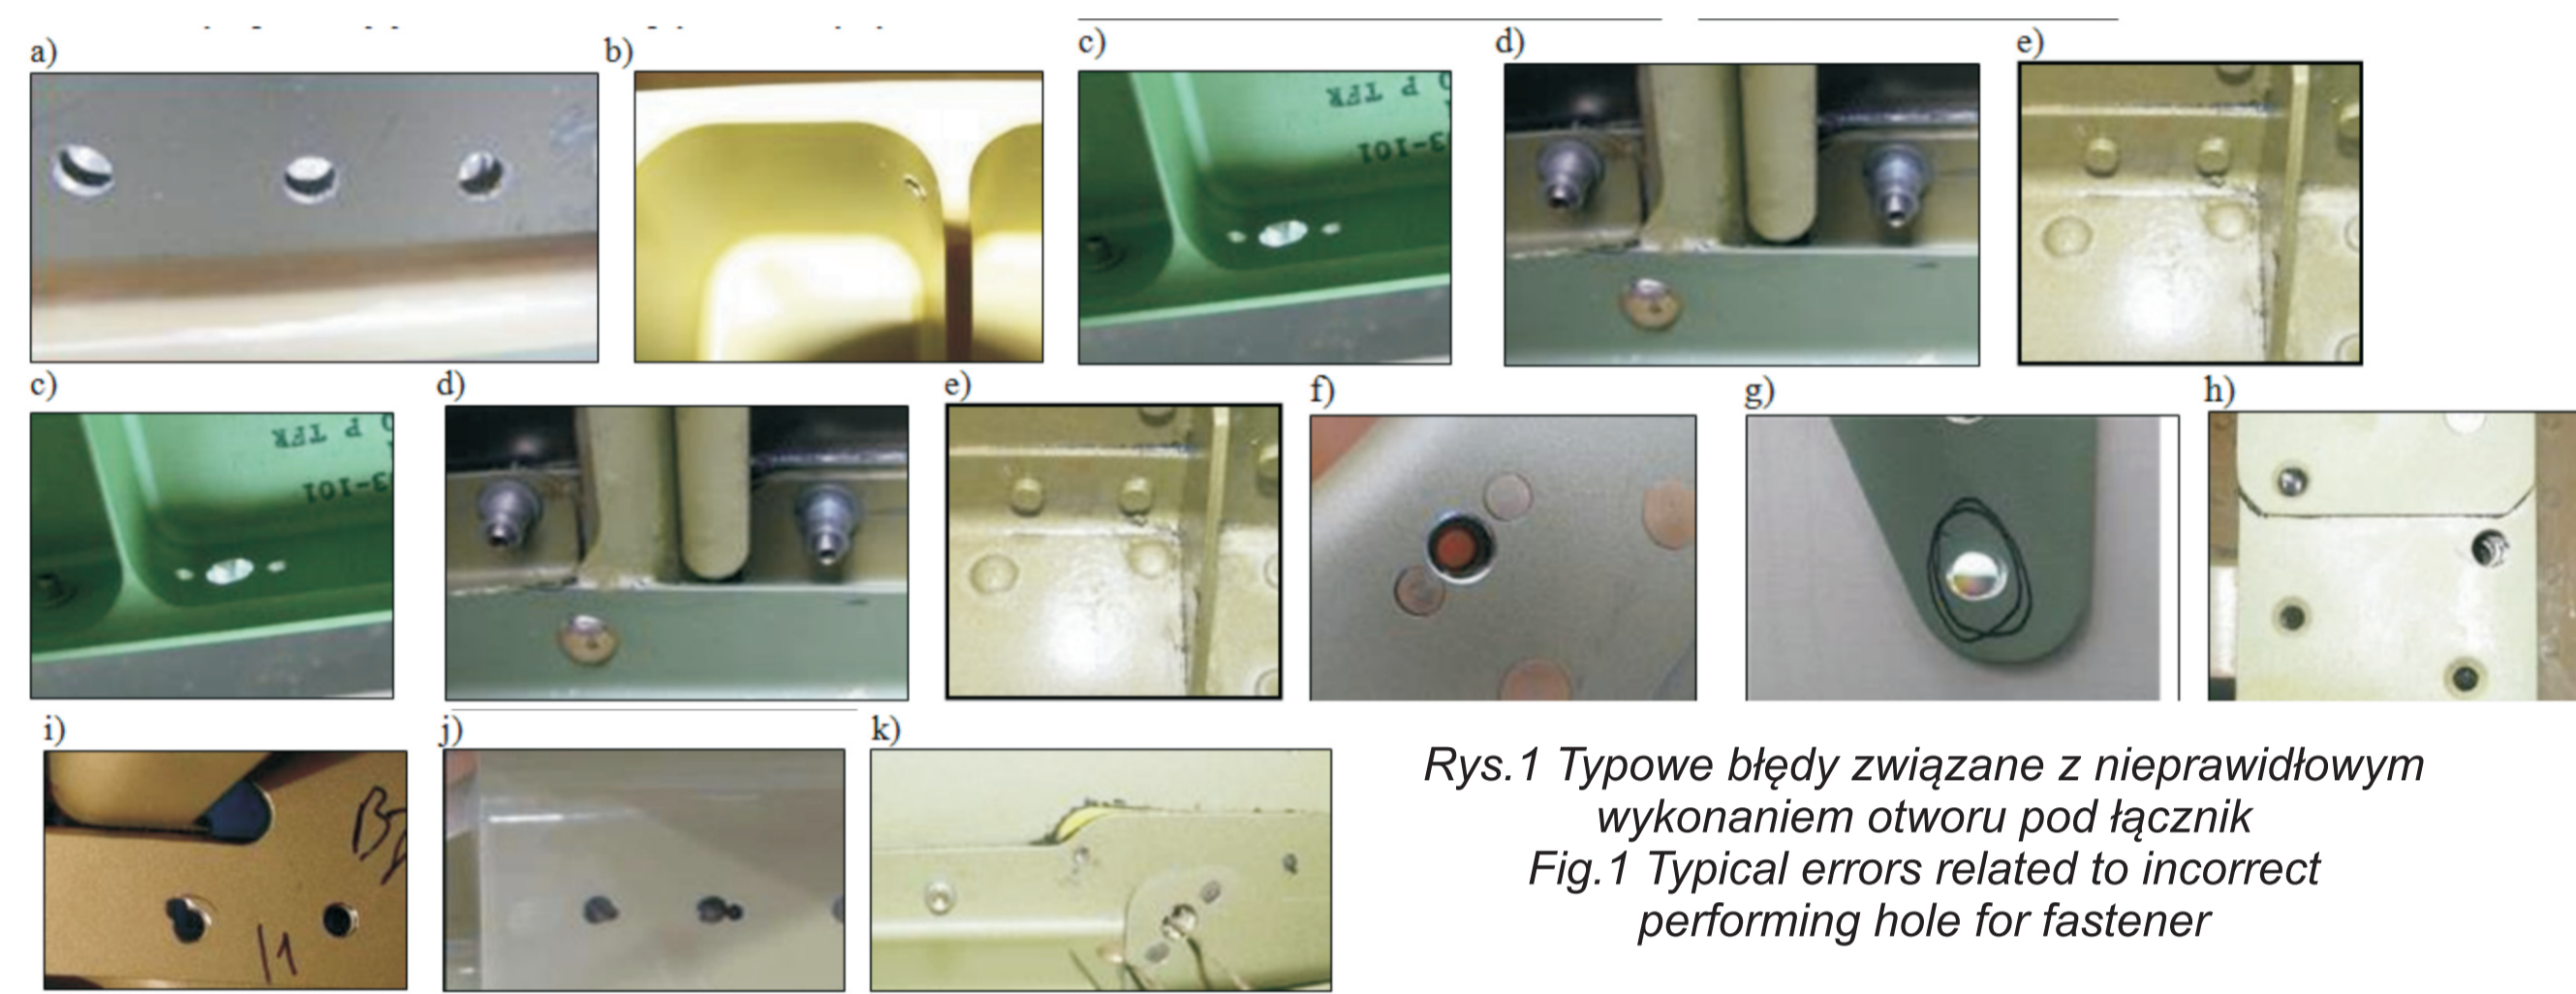 a)
b)
c)
d)
e)
c)
d)
e)
f)
g)
h)
i)
j)
k)
11
Rys.1 Typowe błędy związane z nieprawidłowym
wykonaniem otworu pod łącznik
Fig.1 Typical errors related to incorrect
performing hole for fastener